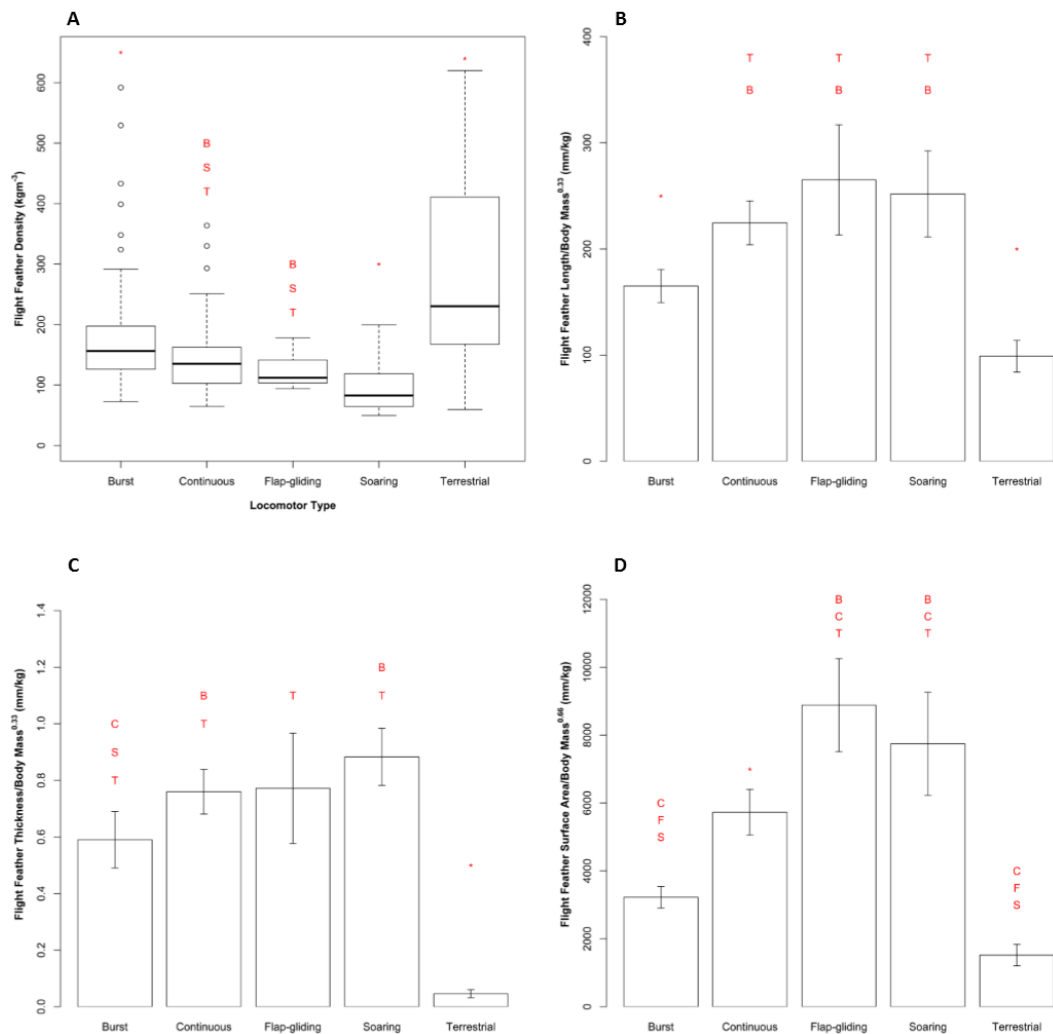 A
Flight Feather Density (kgm-3)
600
500
400
300
200
100
0
*
B
S
T
B
S
T
*
*
Burst Continuous Flap-gliding Soaring Terrestrial
Locomotor Type
B
Flight Feather Length/Body Mass0.33 (mm/kg)
400
300
200
100
0
*
T
B
T
B
T
B
*
Burst Continuous Flap-gliding Soaring Terrestrial
C
Flight Feather Thickness/Body Mass0.33 (mm/kg)
1.4
1.2
1.0
0.8
0.6
0.4
0.2
0.0
C
S
T
B
T
T
B
T
*
Burst Continuous Flap-gliding Soaring Terrestrial
D
Flight Feather Surface Area/Body Mass0.66 (mm/kg)
12000
10000
8000
6000
4000
2000
0
C
F
S
*
B
C
T
B
C
T
C
F
S
Burst Continuous Flap-gliding Soaring Terrestrial